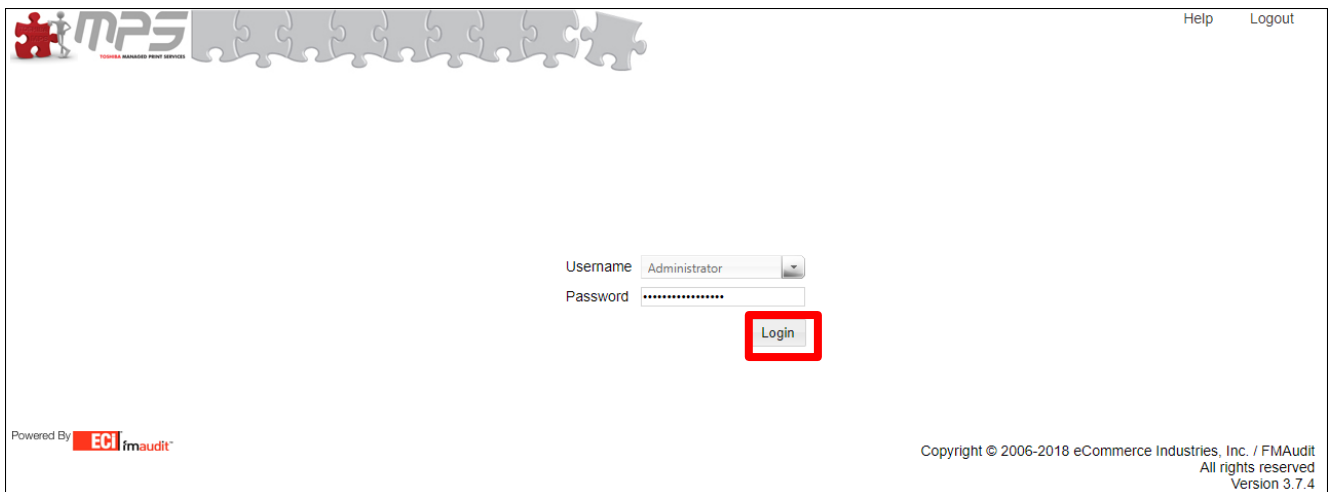 Help Logout
mps
TOSHIBA MANAGED PRINT SERVICES
Username Administrator
Password •••••••••••••••••
Login
Powered By ECI fmaudit™
Copyright © 2006-2018 eCommerce Industries, Inc. / FMAudit
All rights reserved
Version 3.7.4